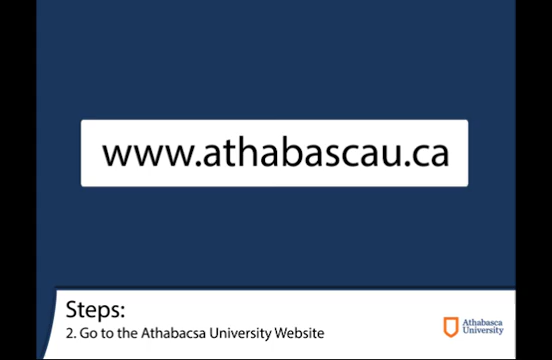 www.athabascau.ca
Steps:
2. Go to the Athabacsa University Website
Athabasca
University